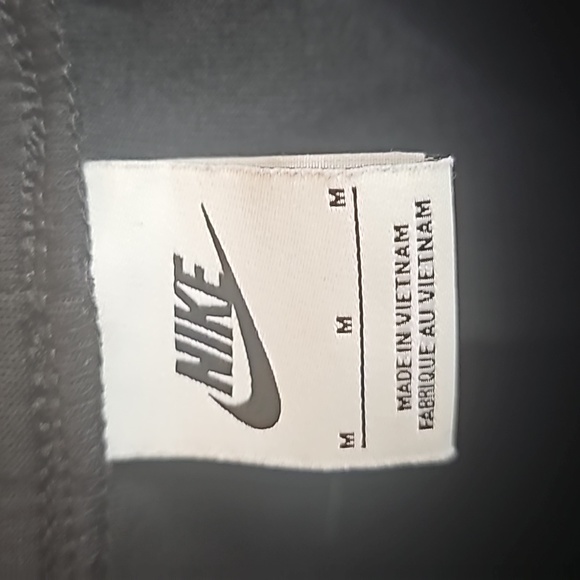 NIKE
M M M
MADE IN VIETNAM
FABRIQUE AU VIETNAM